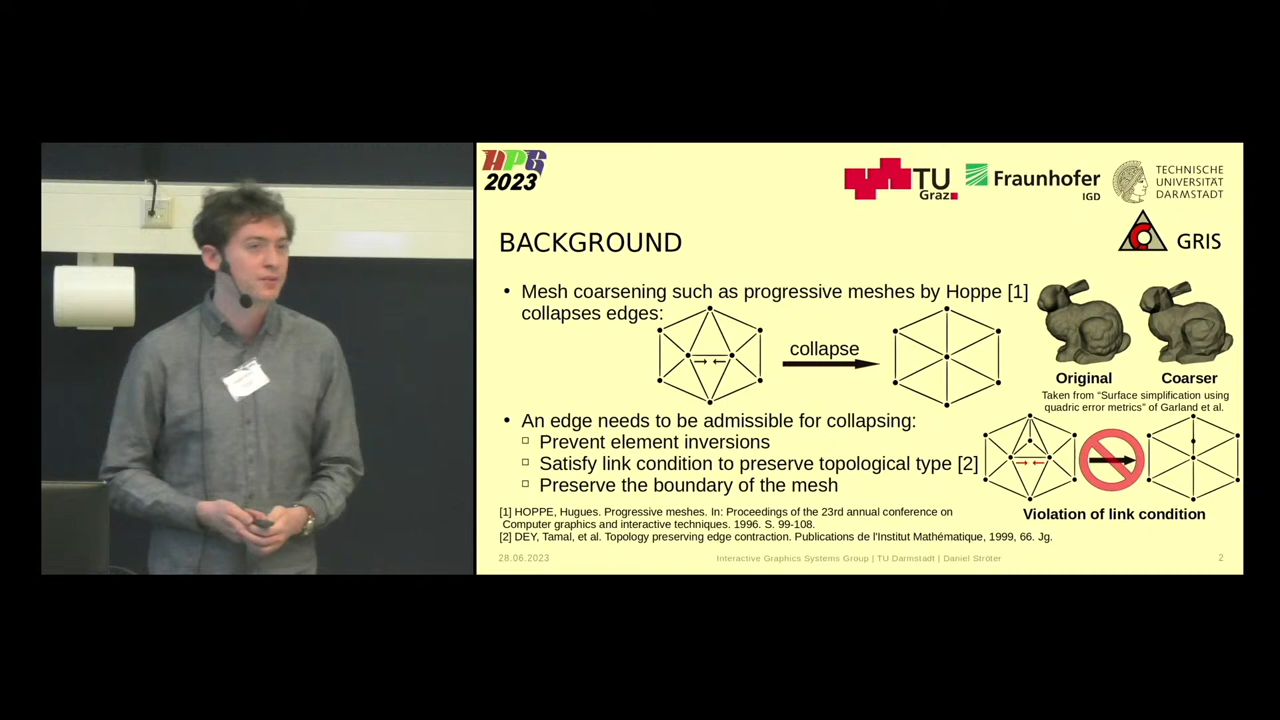 HPG
2023
TU
Graz
Fraunhofer
IGD
TECHNISCHE
UNIVERSITÄT
DARMSTADT
GRIS
BACKGROUND
• Mesh coarsening such as progressive meshes by Hoppe [1]
collapses edges:
collapse
Original
Coarser
Taken from “Surface simplification using
quadric error metrics” of Garland et al.
• An edge needs to be admissible for collapsing:
Prevent element inversions
Satisfy link condition to preserve topological type [2]
Preserve the boundary of the mesh
Violation of link condition
[1] HOPPE, Hugues. Progressive meshes. In: Proceedings of the 23rd annual conference on
Computer graphics and interactive techniques. 1996. S. 99-108.
[2] DEY, Tamal, et al. Topology preserving edge contraction. Publications de l'Institut Mathématique, 1999, 66. Jg.
28.06.2023
Interactive Graphics Systems Group | TU Darmstadt | Daniel Ströter
2